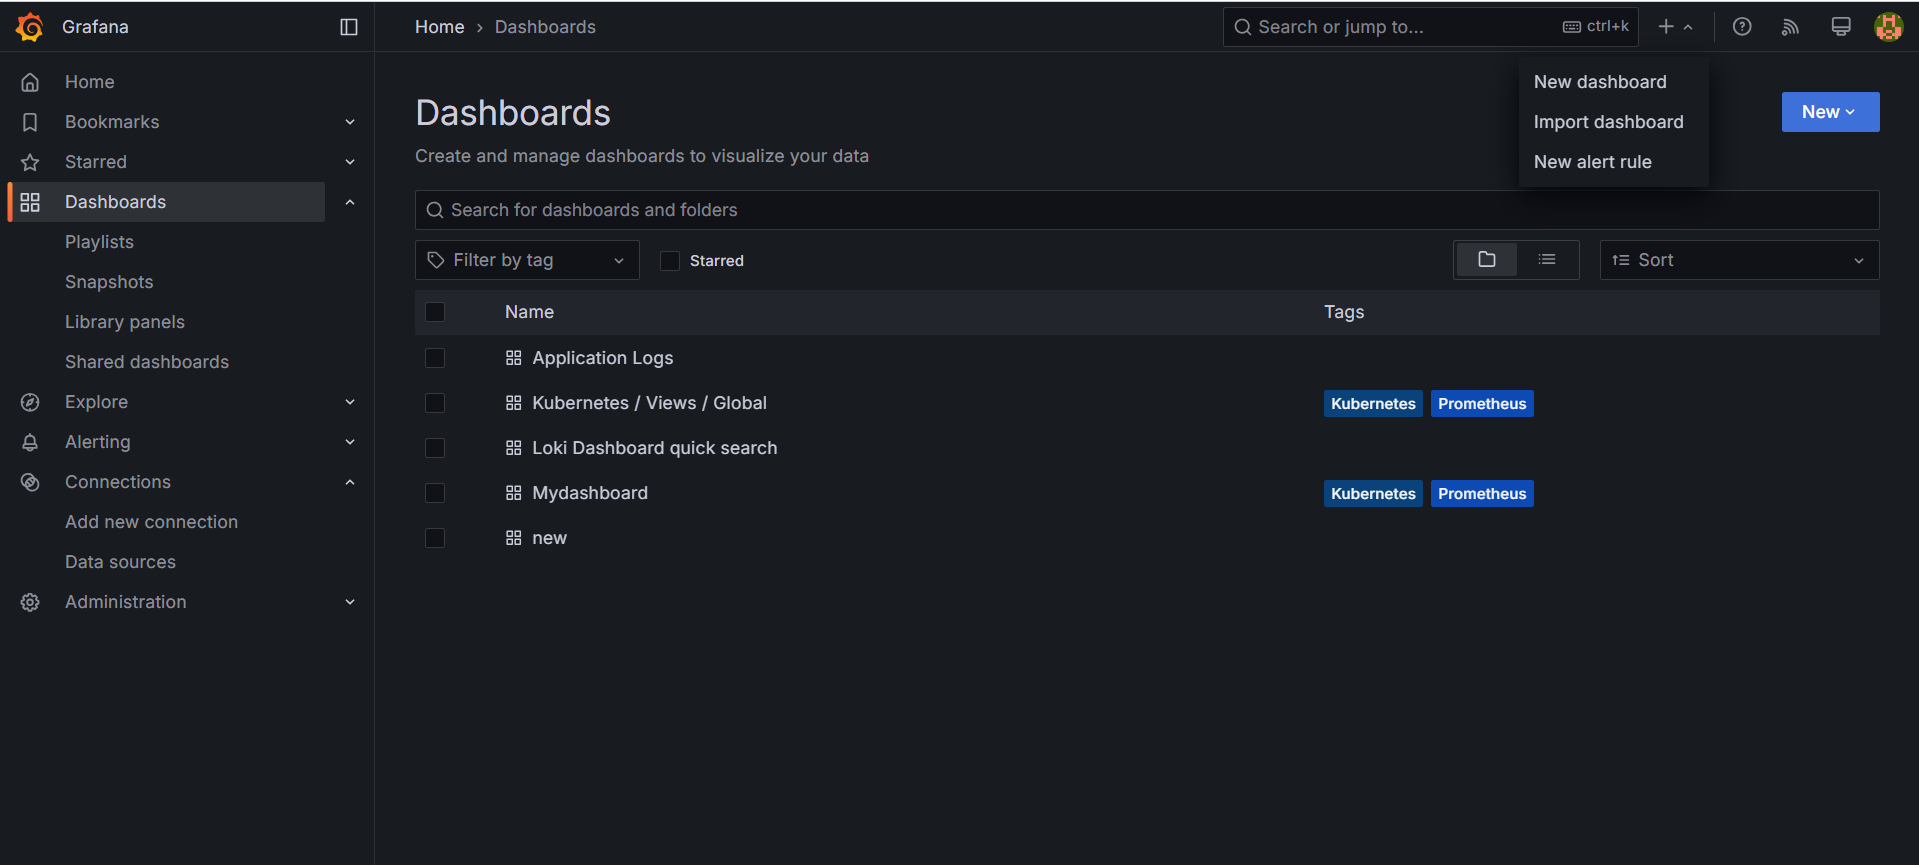 Grafana
Home › Dashboards
Search or jump to... ctrl+k
Home
Bookmarks
Starred
Dashboards
Playlists
Snapshots
Library panels
Shared dashboards
Explore
Alerting
Connections
Add new connection
Data sources
Administration
New dashboard
Import dashboard
New alert rule
Dashboards
New
Create and manage dashboards to visualize your data
Search for dashboards and folders
Filter by tag
Starred
Sort
Name Tags
Application Logs
Kubernetes / Views / Global Kubernetes Prometheus
Loki Dashboard quick search
Mydashboard Kubernetes Prometheus
new